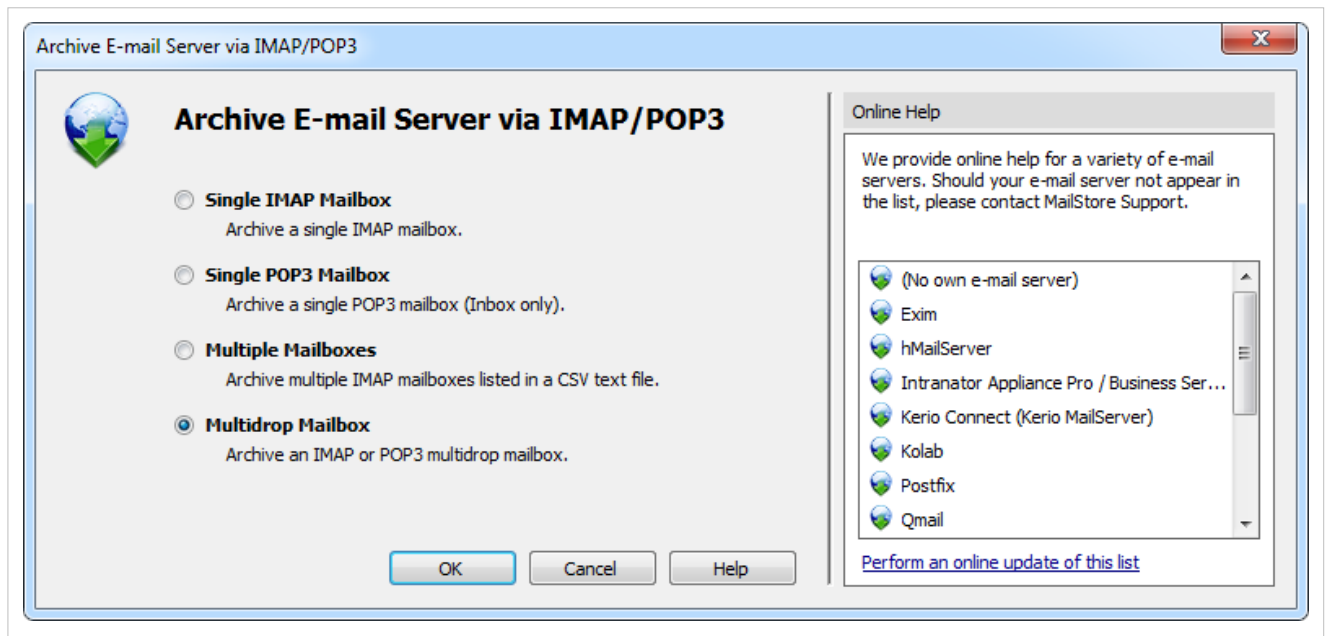 Archive E-mail Server via IMAP/POP3
Archive E-mail Server via IMAP/POP3
Single IMAP Mailbox
Archive a single IMAP mailbox.
Single POP3 Mailbox
Archive a single POP3 mailbox (Inbox only).
Multiple Mailboxes
Archive multiple IMAP mailboxes listed in a CSV text file.
Multidrop Mailbox
Archive an IMAP or POP3 multidrop mailbox.
OK
Cancel
Help
Online Help
We provide online help for a variety of e-mail
servers. Should your e-mail server not appear in
the list, please contact MailStore Support.
(No own e-mail server)
Exim
hMailServer
Intranator Appliance Pro / Business Ser...
Kerio Connect (Kerio MailServer)
Kolab
Postfix
Qmail
Perform an online update of this list